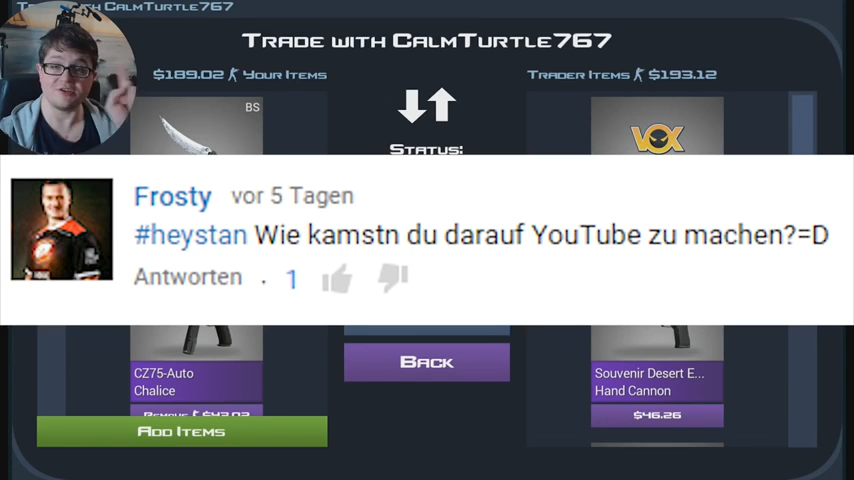 Trade with CalmTurtle767
$189.02 Your Items
Trader Items $193.12
BS
VOX
Status:
Frosty vor 5 Tagen
#heystan Wie kamstn du darauf YouTube zu machen?=D
Antworten . 1
Back
CZ75-Auto
Chalice
Souvenir Desert E...
Hand Cannon
$46.26
Add Items